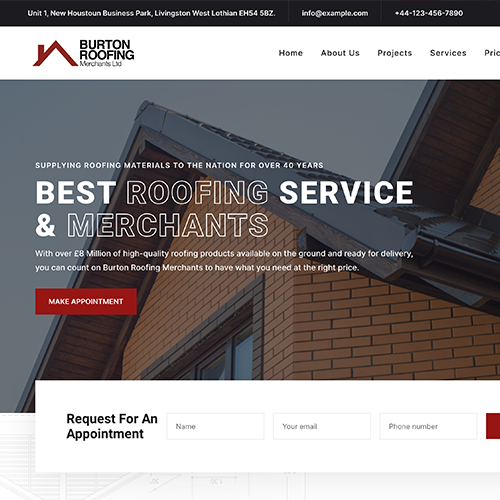 Unit 1, New Houstoun Business Park, Livingston West Lothian EH54 5BZ. info@example.com +44-123-456-7890
BURTON
ROOFING
Merchants Ltd
Home About Us Projects Services
SUPPLYING ROOFING MATERIALS TO THE NATION FOR OVER 40 YEARS
BEST ROOFING SERVICE
& MERCHANTS
With over £8 Million of high-quality roofing products available on the ground and ready for delivery,
you can count on Burton Roofing Merchants to have what you need at the right price.
MAKE APPOINTMENT
Request For An
Appointment
Name Your email Phone number